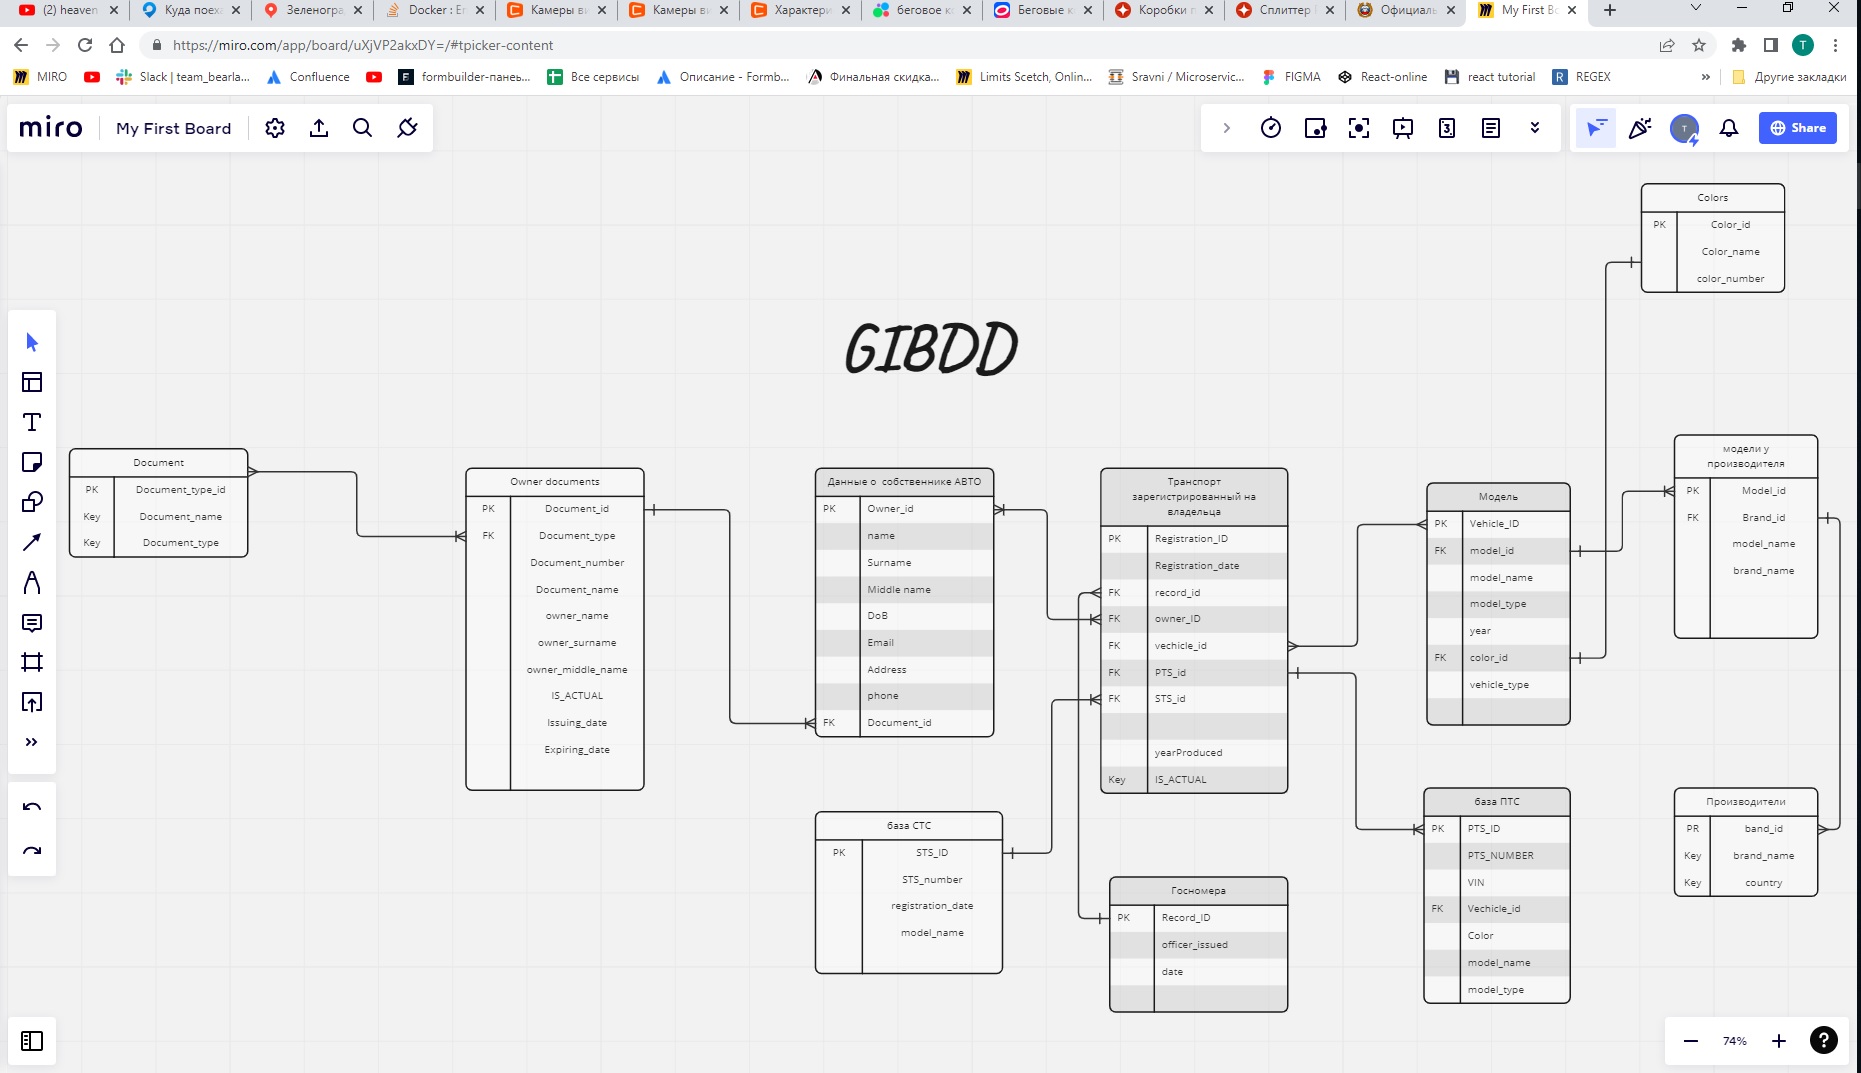 (2) heaven
Куда поеха
Зеленогра
Docker : En
Камеры ви
Камеры ви
Характери
беговое к
Беговые к
Коробки п
Сплиттер
Официаль
My First Bo
https://miro.com/app/board/uXjVP2akxDY=/#tpicker-content
T
MIRO
Slack | team_bearla...
Confluence
formbuilder-панеь...
Все сервисы
Описание - Formb...
Финальная скидка...
Limits Scetch, Onlin...
Sravni / Microservic...
FIGMA
React-online
react tutorial
R
REGEX
»
Другие закладки
miro
My First Board
3
T
Share
GIBDD
Document
PK Document_type_id
Key Document_name
Key Document_type
Owner documents
PK Document_id
FK Document_type
Document_number
Document_name
owner_name
owner_surname
owner_middle_name
IS_ACTUAL
Issuing_date
Expiring_date
Данные о собственнике АВТО
PK Owner_id
name
Surname
Middle name
DoB
Email
Address
phone
FK Document_id
база СТС
PK STS_ID
STS_number
registration_date
model_name
Транспорт
зарегистрированный на
владельца
PK Registration_ID
Registration_date
FK record_id
FK owner_ID
FK vechicle_id
FK PTS_id
FK STS_id
yearProduced
Key IS_ACTUAL
Госномера
PK Record_ID
officer_issued
date
Модель
PK Vehicle_ID
FK model_id
model_name
model_type
year
FK color_id
vehicle_type
база ПТС
PK PTS_ID
PTS_NUMBER
VIN
FK Vechicle_id
Color
model_name
model_type
Colors
PK Color_id
Color_name
color_number
модели у
производителя
PK Model_id
FK Brand_id
model_name
brand_name
Производители
PR band_id
Key brand_name
Key country
74%
?